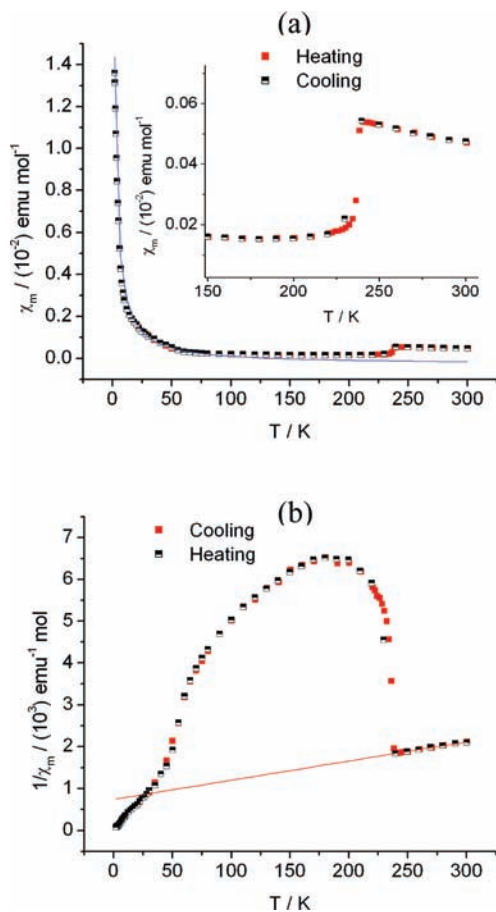 (a)
Heating
Cooling
χm / (10⁻²) emu mol⁻¹
1.4
1.2
1.0
0.8
0.6
0.4
0.2
0.0
0 50 100 150 200 250 300
T / K
χm / (10⁻²) emu mol⁻¹
0.06
0.04
0.02
150 200 250 300
T / K
(b)
Cooling
Heating
1/χm / (10³) emu⁻¹ mol
7
6
5
4
3
2
1
0
0 50 100 150 200 250 300
T / K